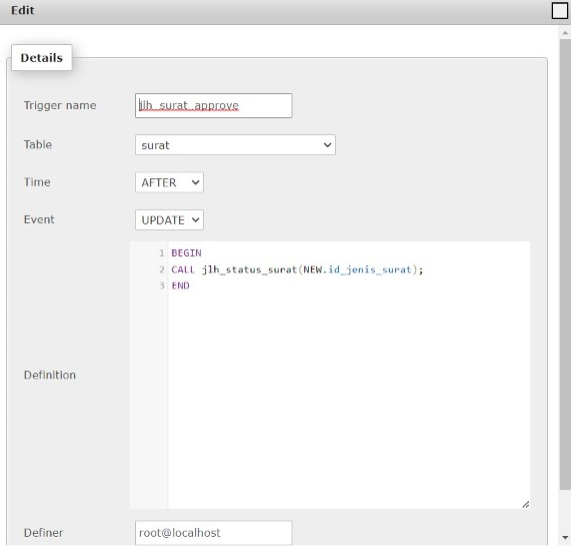 Edit
Details
Trigger name jlh_surat_approve
Table surat
Time AFTER
Event UPDATE
1 BEGIN
2 CALL jlh_status_surat(NEW.id_jenis_surat);
3 END
Definition
Definer root@localhost